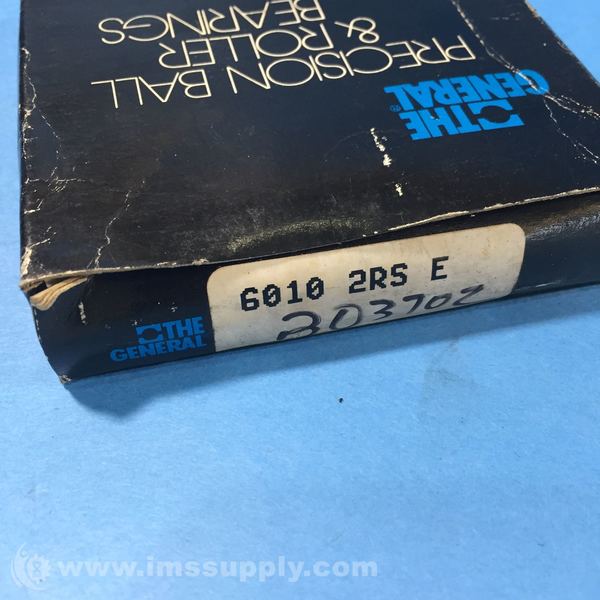 THE
GENERAL®
PRECISION BALL
& ROLLER
BEARINGS
6010 2RS E
203702
THE
GENERAL
www.imssupply.com